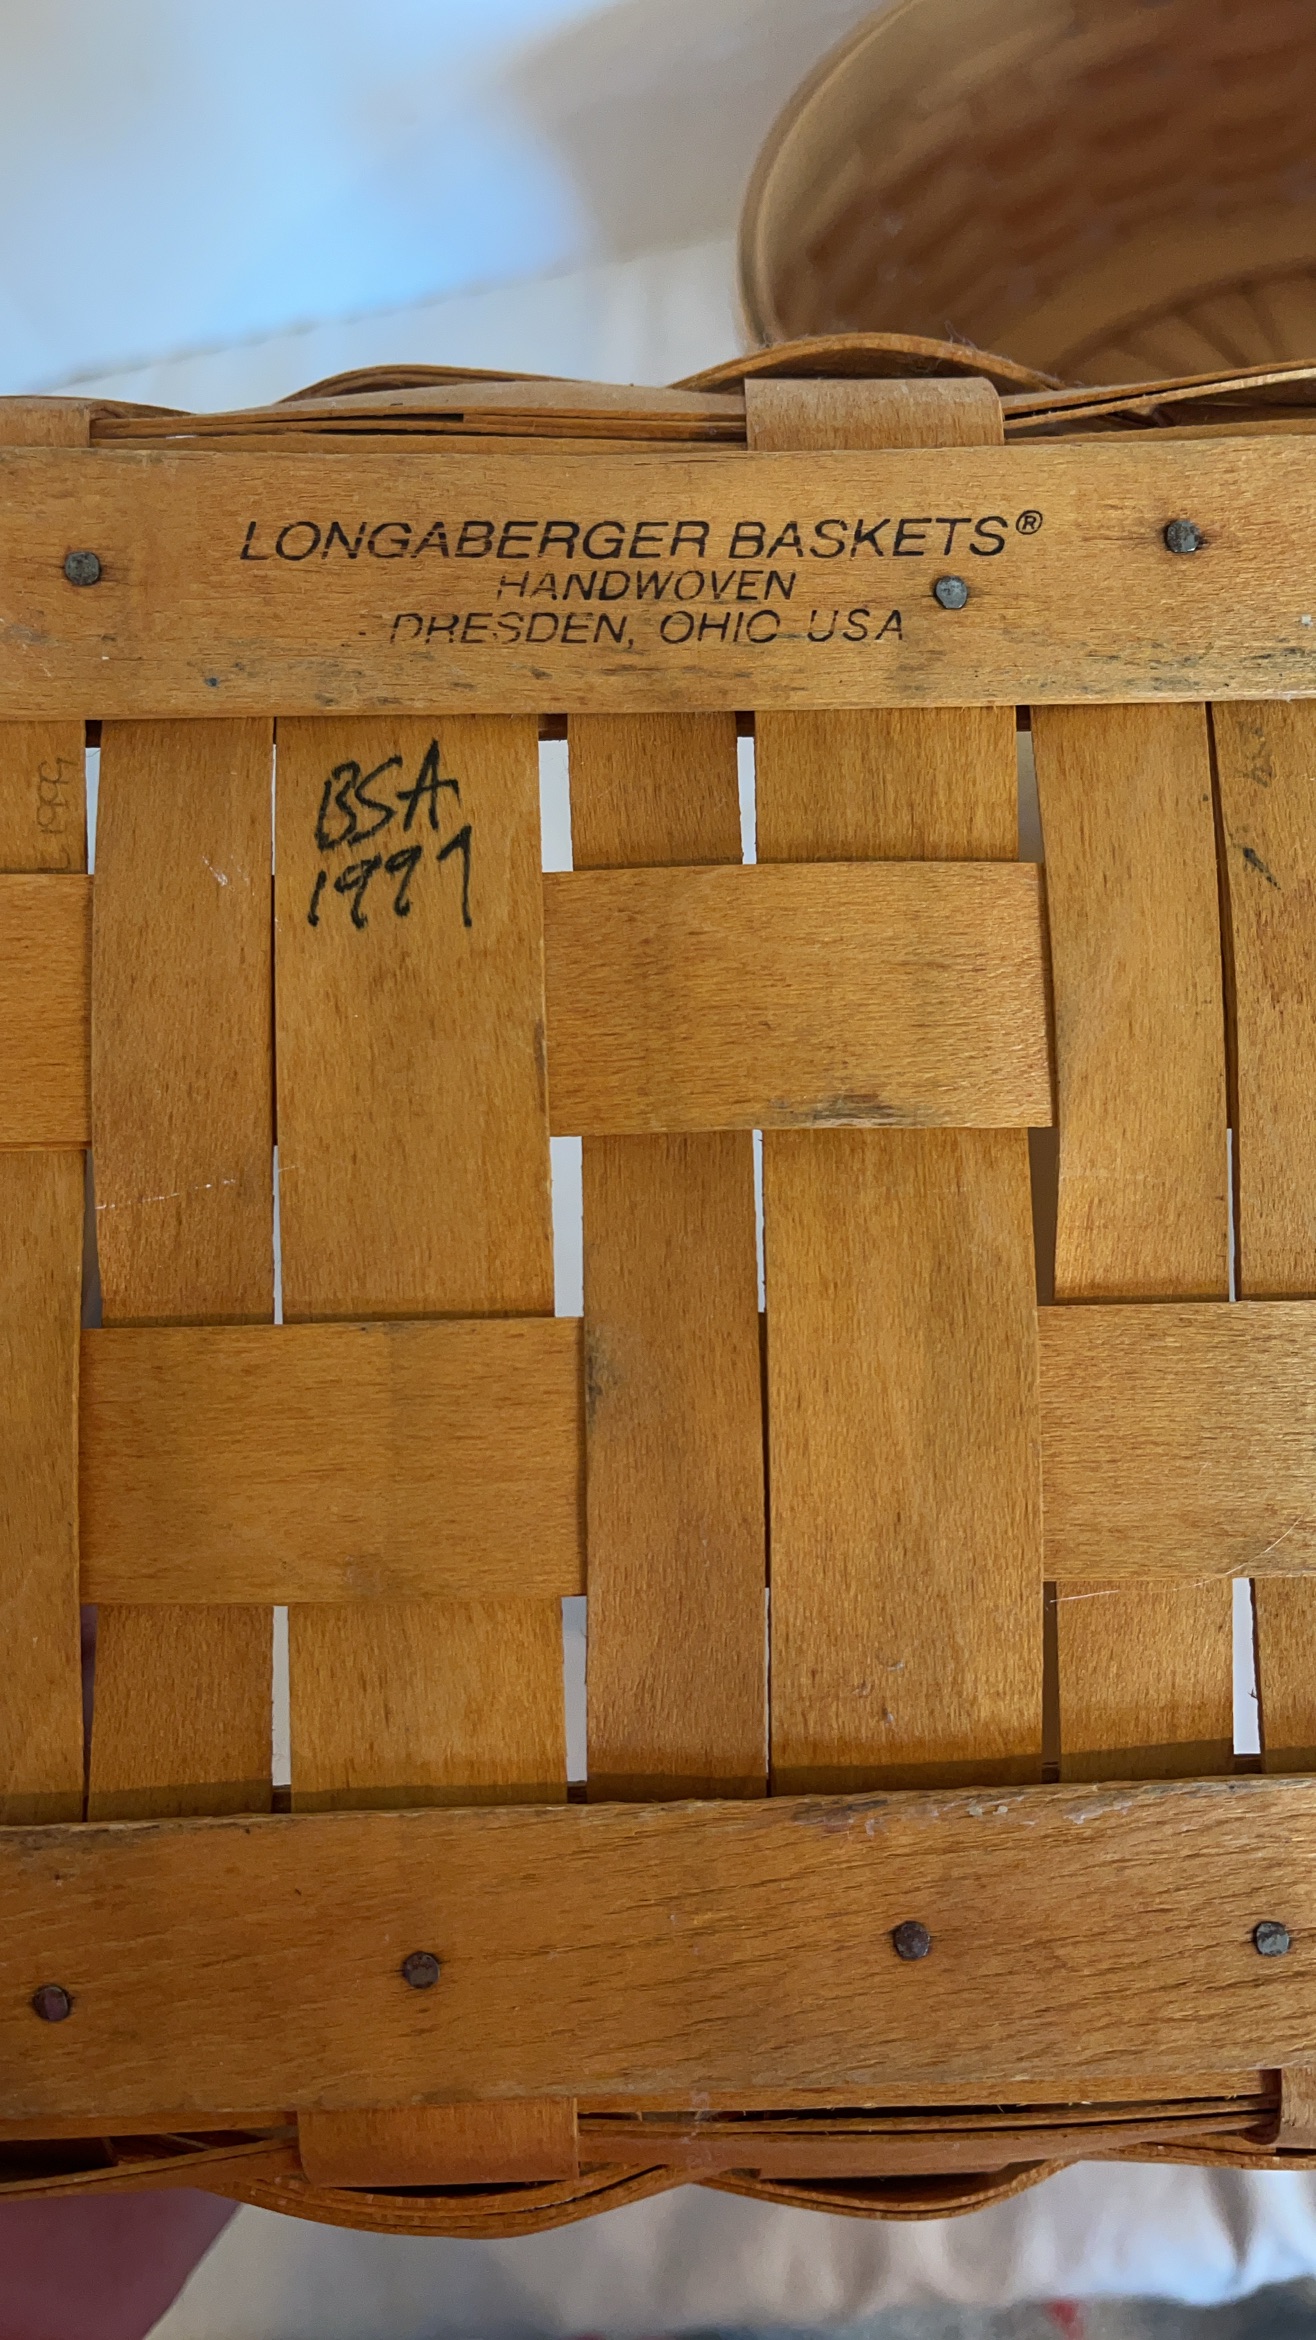 LONGABERGER BASKETS®
HANDWOVEN
DRESDEN, OHIO USA
BSA
1997